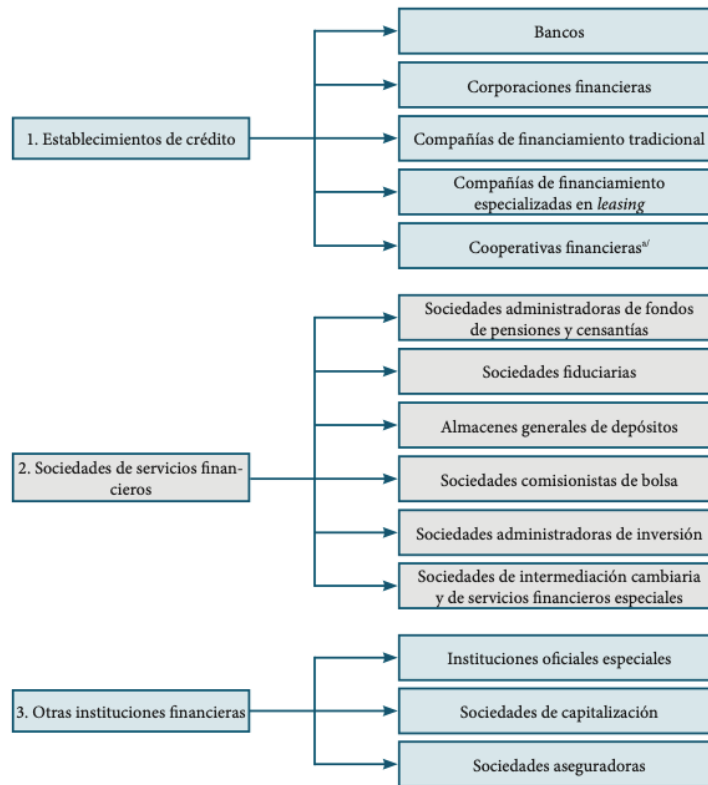 Bancos
Corporaciones financieras
1. Establecimientos de crédito
Compañías de financiamiento tradicional
Compañías de financiamiento
especializadas en leasing
Cooperativas financierasa/
Sociedades administradoras de fondos
de pensiones y censantías
Sociedades fiduciarias
Almacenes generales de depósitos
2. Sociedades de servicios finan-
cieros
Sociedades comisionistas de bolsa
Sociedades administradoras de inversión
Sociedades de intermediación cambiaria
y de servicios financieros especiales
Instituciones oficiales especiales
3. Otras instituciones financieras
Sociedades de capitalización
Sociedades aseguradoras